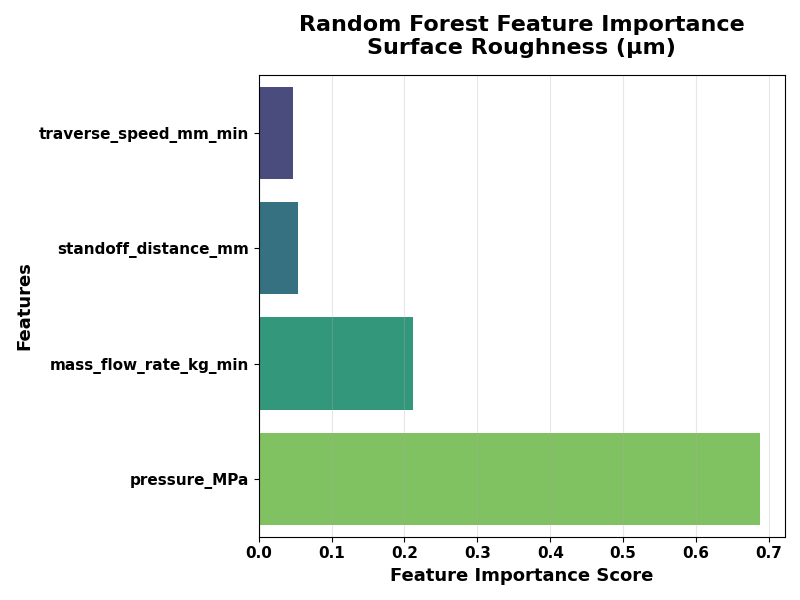 Random Forest Feature Importance
Surface Roughness (μm)
Features
traverse_speed_mm_min
standoff_distance_mm
mass_flow_rate_kg_min
pressure_MPa
0.0 0.1 0.2 0.3 0.4 0.5 0.6 0.7
Feature Importance Score